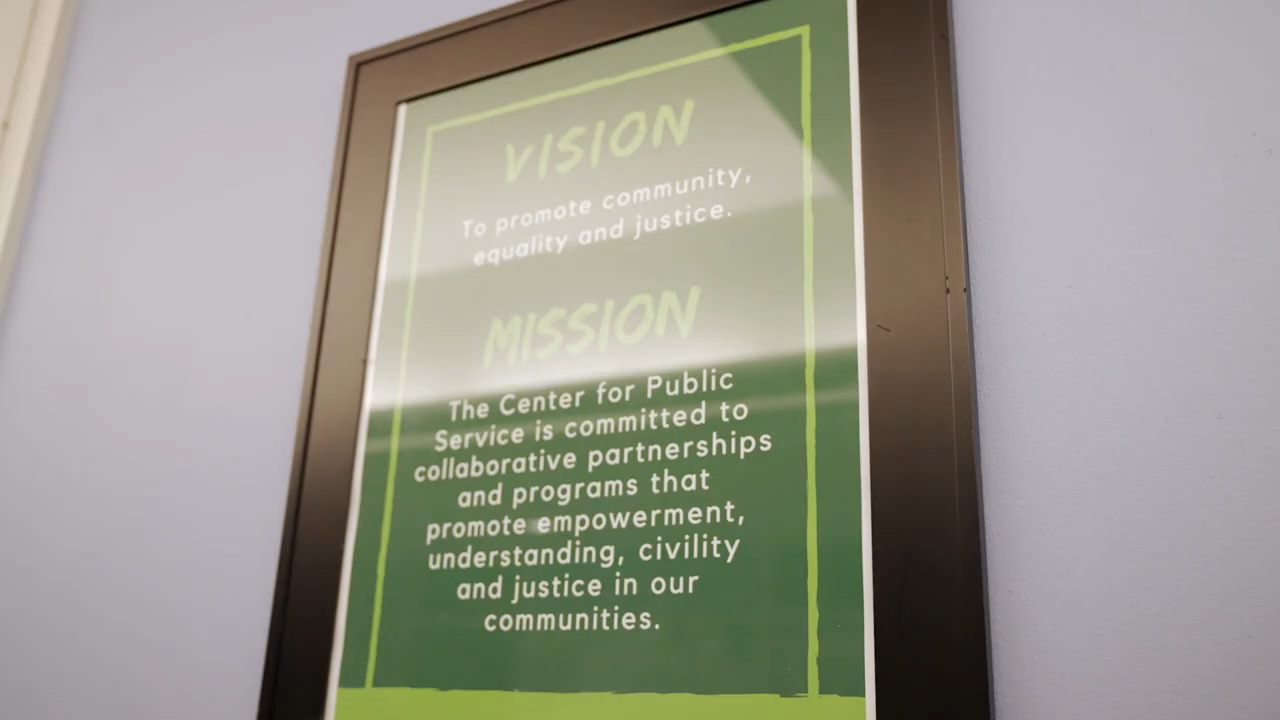 VISION
To promote community,
equality and justice.
MISSION
The Center for Public
Service is committed to
collaborative partnerships
and programs that
promote empowerment,
understanding, civility
and justice in our
communities.